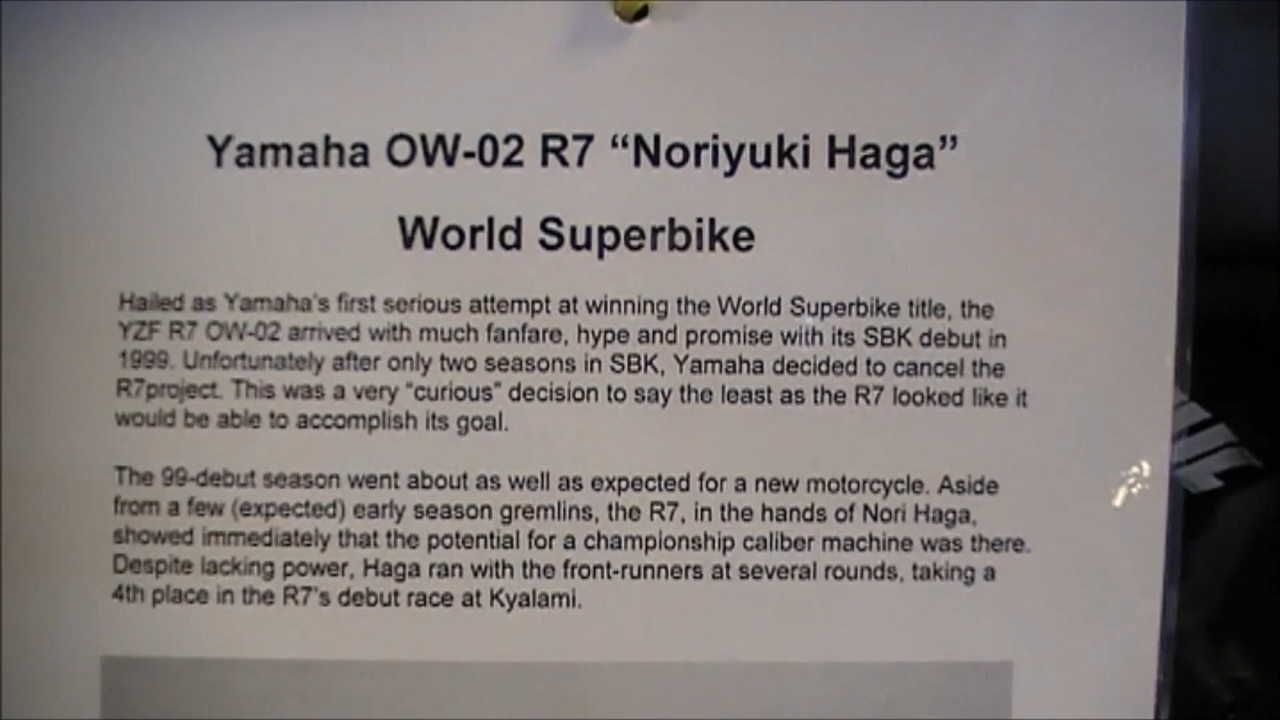 Yamaha OW-02 R7 “Noriyuki Haga”
World Superbike
Hailed as Yamaha's first serious attempt at winning the World Superbike title, the
YZF R7 OW-02 arrived with much fanfare, hype and promise with its SBK debut in
1999. Unfortunately after only two seasons in SBK, Yamaha decided to cancel the
R7project. This was a very "curious" decision to say the least as the R7 looked like it
would be able to accomplish its goal.
The 99-debut season went about as well as expected for a new motorcycle. Aside
from a few (expected) early season gremlins, the R7, in the hands of Nori Haga,
showed immediately that the potential for a championship caliber machine was there.
Despite lacking power, Haga ran with the front-runners at several rounds, taking a
4th place in the R7's debut race at Kyalami.